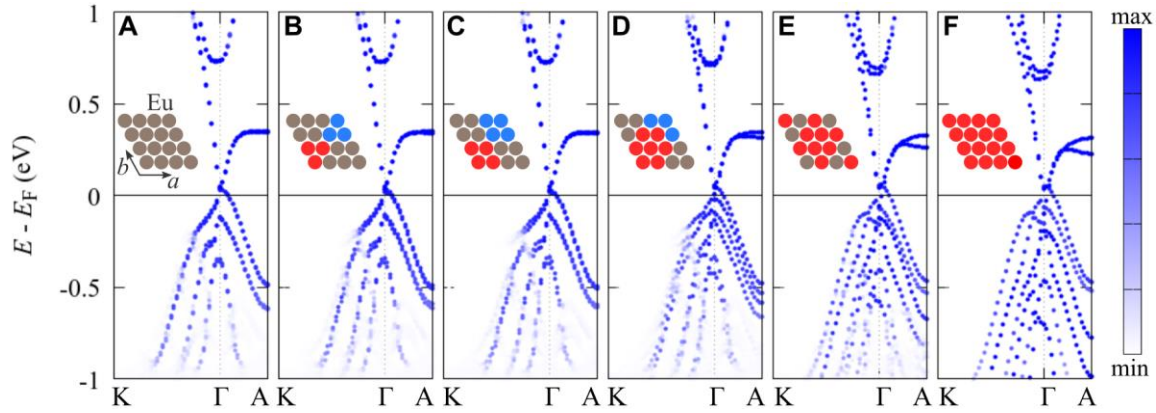 A B C D E F
max
1
0.5
0
-0.5
-1
E - E_F (eV)
Eu
b
a
K Γ A K Γ A K Γ A K Γ A K Γ A K Γ A
min